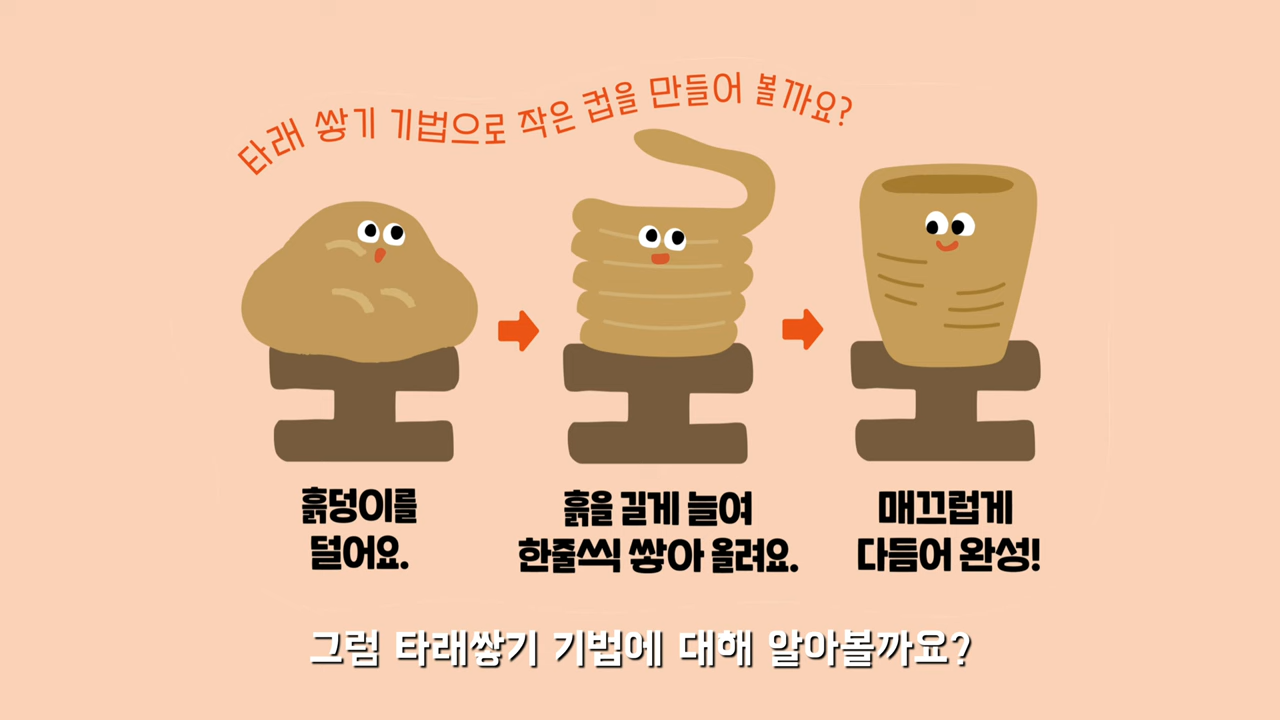 타래 쌓기 기법으로 작은 컵을 만들어 볼까요?
흙덩이를
덜어요.
흙을 길게 늘여
한줄씩 쌓아 올려요.
매끄럽게
다듬어 완성!
그럼 타래쌓기 기법에 대해 알아볼까요?